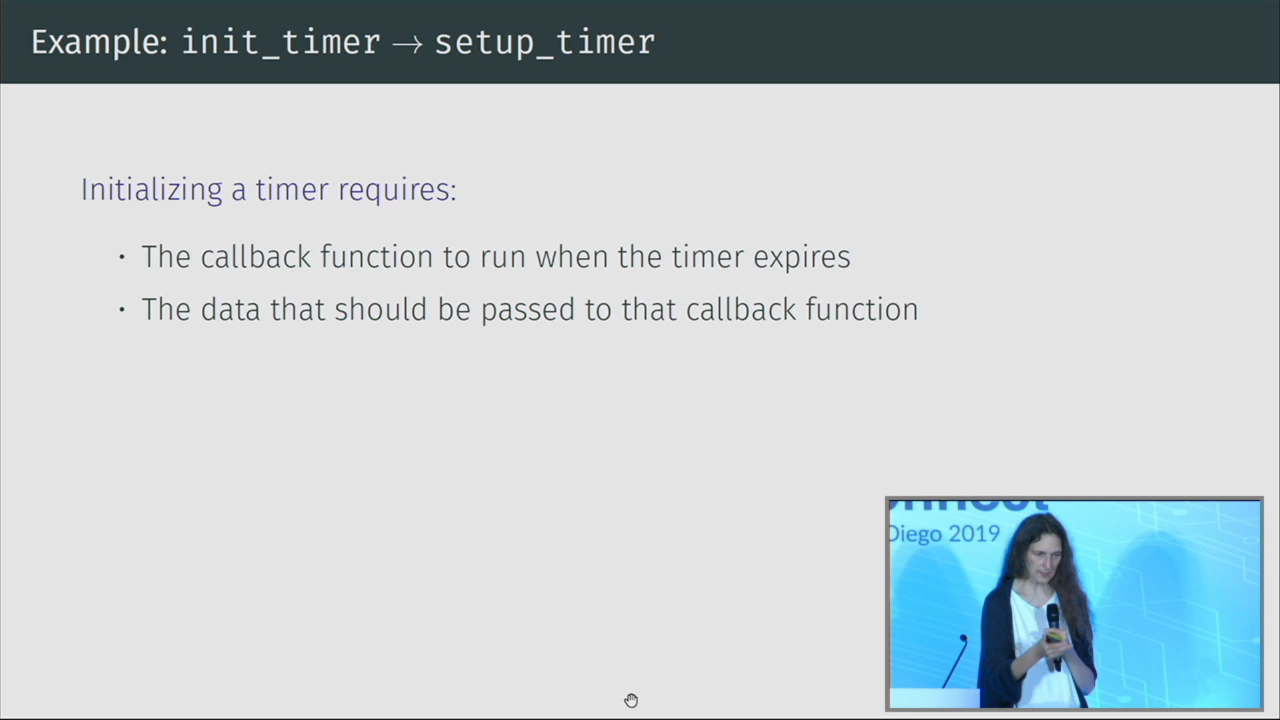 Example: init_timer → setup_timer
Initializing a timer requires:
• The callback function to run when the timer expires
• The data that should be passed to that callback function
Diego 2019